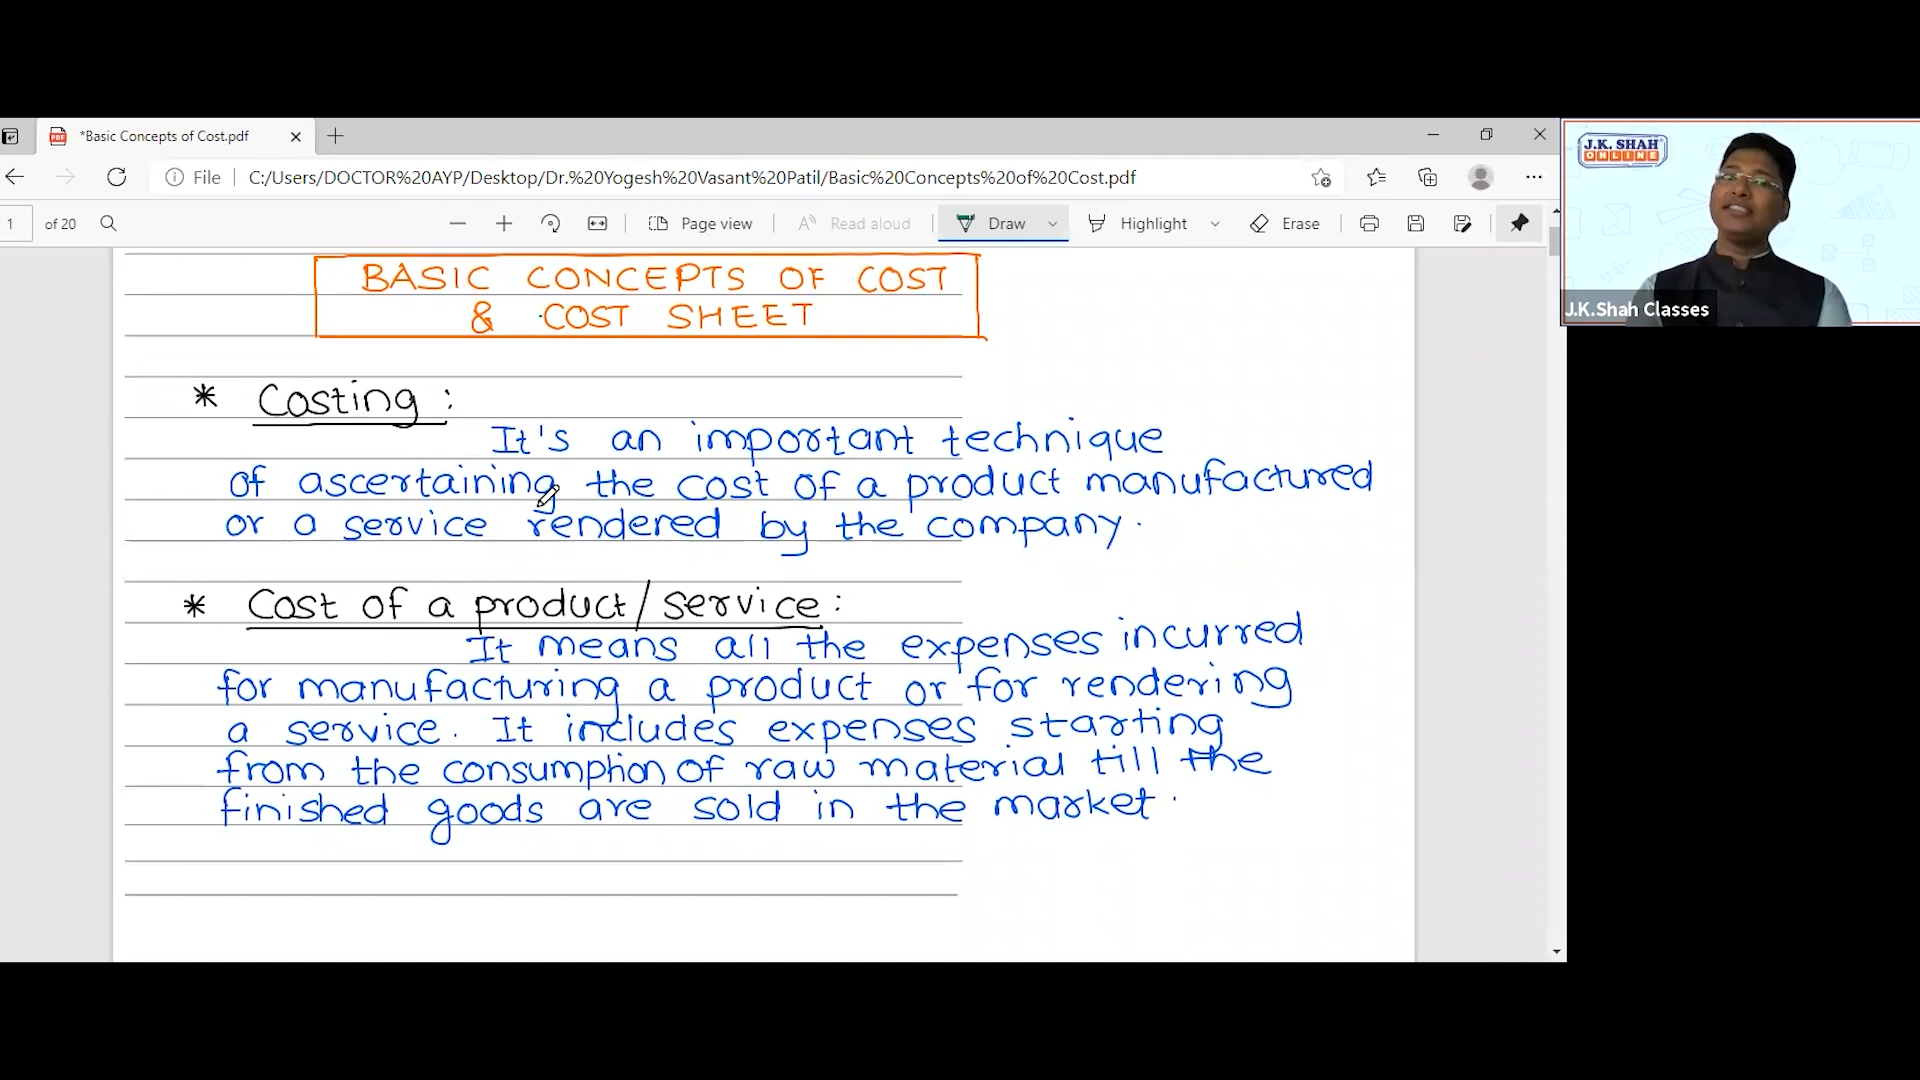 *Basic Concepts of Cost.pdf
File
C:/Users/DOCTOR%20AYP/Desktop/Dr.%20Yogesh%20Vasant%20Patil/Basic%20Concepts%20of%20Cost.pdf
1 of 20
Page view
Read aloud
Draw
Highlight
Erase
J.K. SHAH
ONLINE
J.K.Shah Classes
BASIC CONCEPTS OF COST
& COST SHEET
* Costing :
It's an important technique
of ascertaining the cost of a product manufactured
or a service rendered by the company.
* Cost of a product/service :
It means all the expenses incurred
for manufacturing a product or for rendering
a service. It includes expenses starting
from the consumption of raw material till the
finished goods are sold in the market.